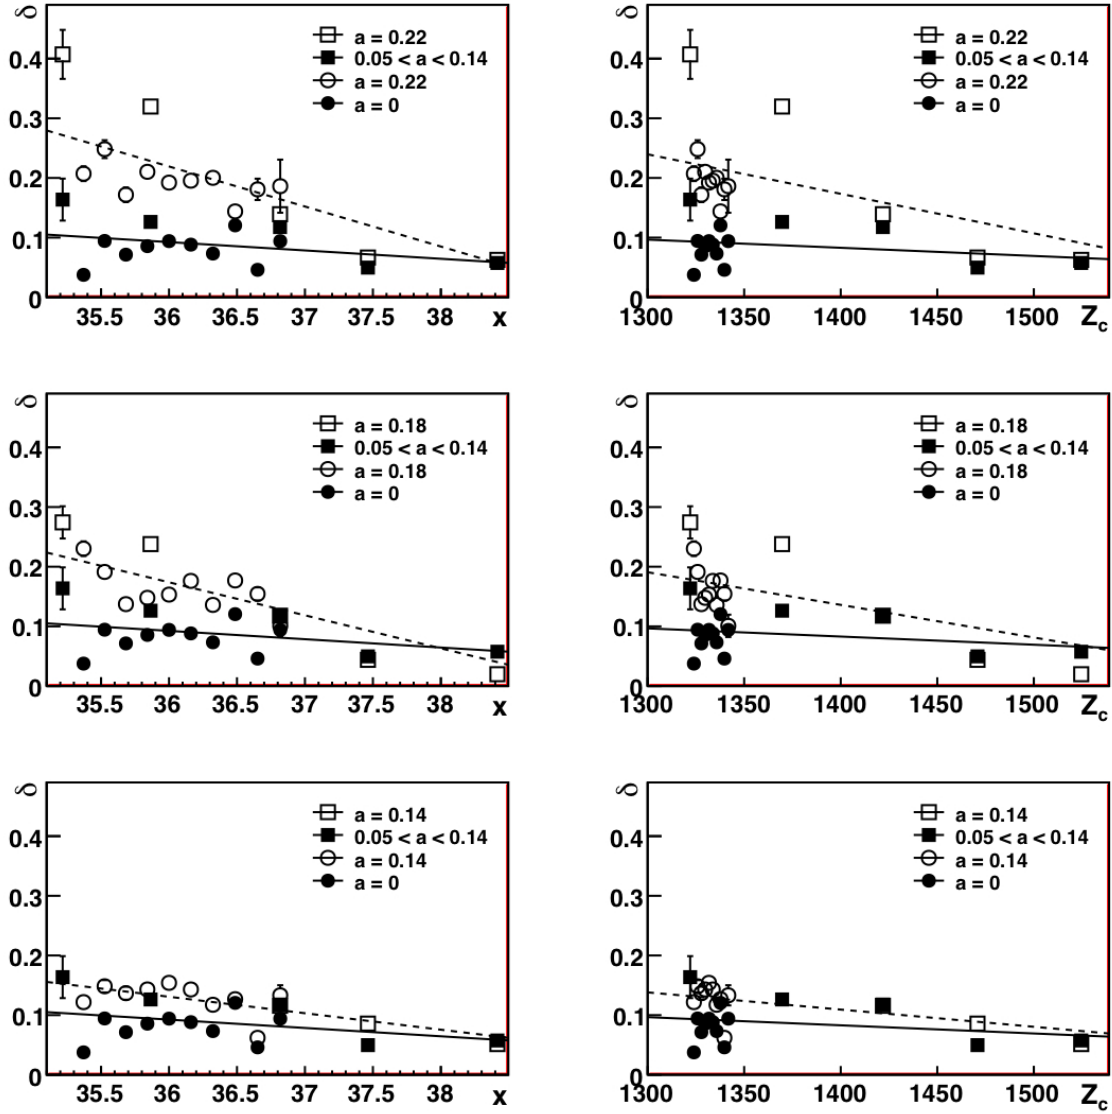 δ
0.4
0.3
0.2
0.1
0
35.5 36 36.5 37 37.5 38 x
a = 0.22
0.05 < a < 0.14
a = 0.22
a = 0
δ
0.4
0.3
0.2
0.1
0
1300 1350 1400 1450 1500 Zc
a = 0.22
0.05 < a < 0.14
a = 0.22
a = 0
δ
0.4
0.3
0.2
0.1
0
35.5 36 36.5 37 37.5 38 x
a = 0.18
0.05 < a < 0.14
a = 0.18
a = 0
δ
0.4
0.3
0.2
0.1
0
1300 1350 1400 1450 1500 Zc
a = 0.18
0.05 < a < 0.14
a = 0.18
a = 0
δ
0.4
0.3
0.2
0.1
0
35.5 36 36.5 37 37.5 38 x
a = 0.14
0.05 < a < 0.14
a = 0.14
a = 0
δ
0.4
0.3
0.2
0.1
0
1300 1350 1400 1450 1500 Zc
a = 0.14
0.05 < a < 0.14
a = 0.14
a = 0